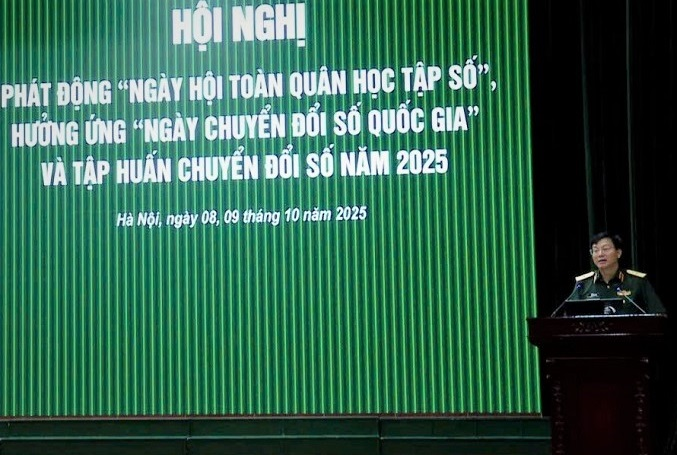 HỘI NGHỊ
PHÁT ĐỘNG “NGÀY HỘI TOÀN QUÂN HỌC TẬP SỐ”,
HƯỞNG ỨNG “NGÀY CHUYỂN ĐỔI SỐ QUỐC GIA”
VÀ TẬP HUẤN CHUYỂN ĐỔI SỐ NĂM 2025
Hà Nội, ngày 08, 09 tháng 10 năm 2025